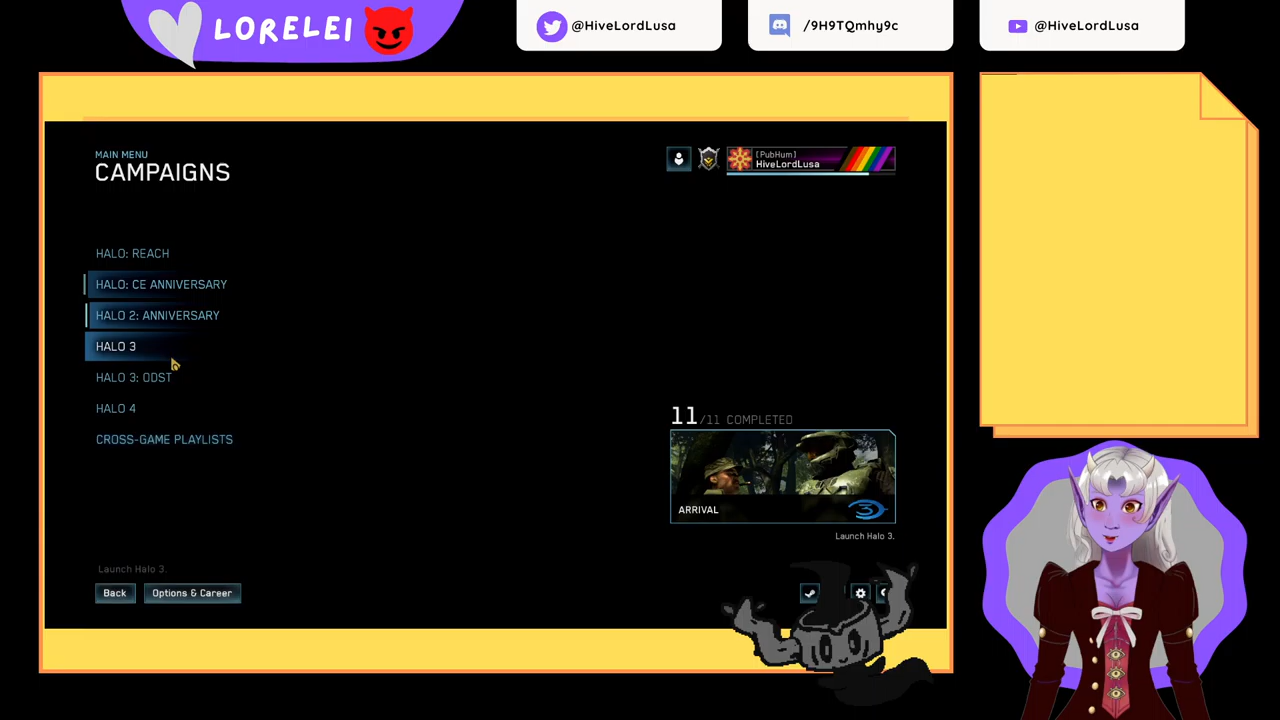 LORELEI
@HiveLordLusa
/9H9TQmhy9c
@HiveLordLusa
MAIN MENU
CAMPAIGNS
[PubHum]
HiveLordLusa
HALO: REACH
HALO: CE ANNIVERSARY
HALO 2: ANNIVERSARY
HALO 3
HALO 3: ODST
HALO 4
CROSS-GAME PLAYLISTS
11/11 COMPLETED
ARRIVAL
3
Launch Halo 3.
Launch Halo 3.
Back
Options & Career